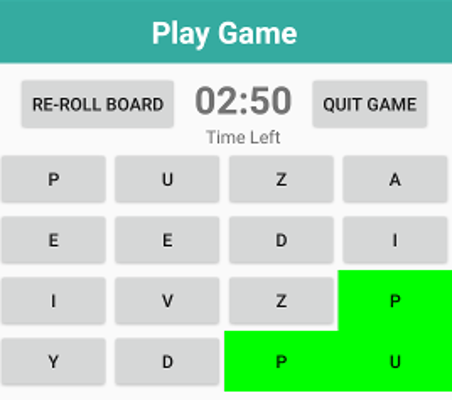 Play Game
RE-ROLL BOARD 02:50 QUIT GAME
Time Left
P U Z A
E E D I
I V Z P
Y D P U